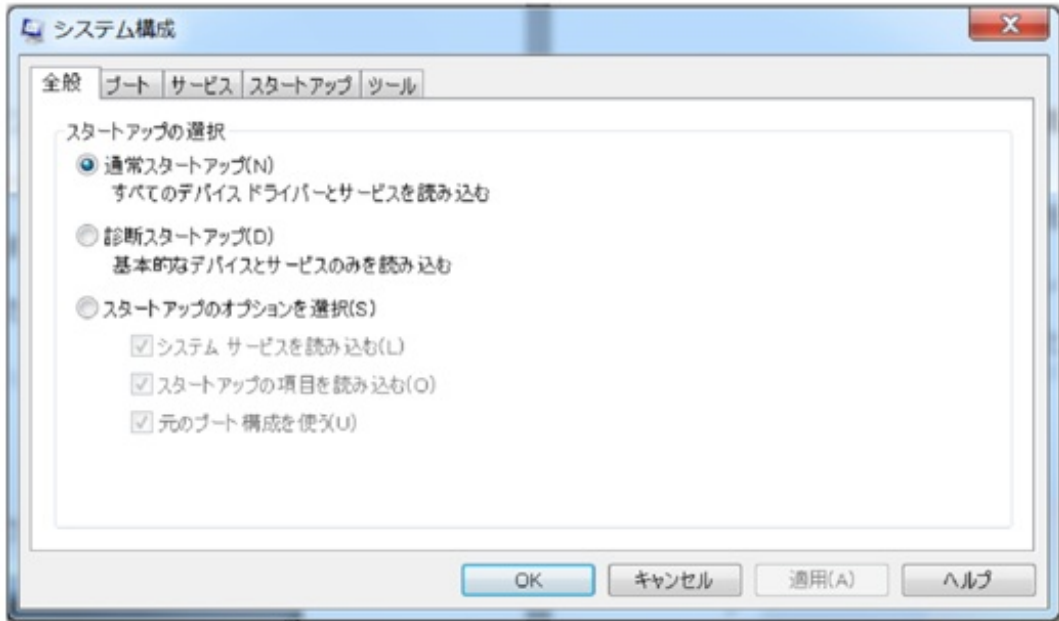 システム構成
全般 ブート サービス スタートアップ ツール
スタートアップの選択
通常スタートアップ(N)
すべてのデバイス ドライバーとサービスを読み込む
診断スタートアップ(D)
基本的なデバイスとサービスのみを読み込む
スタートアップのオプションを選択(S)
システム サービスを読み込む(L)
スタートアップの項目を読み込む(O)
元のブート構成を使う(U)
OK キャンセル 適用(A) ヘルプ